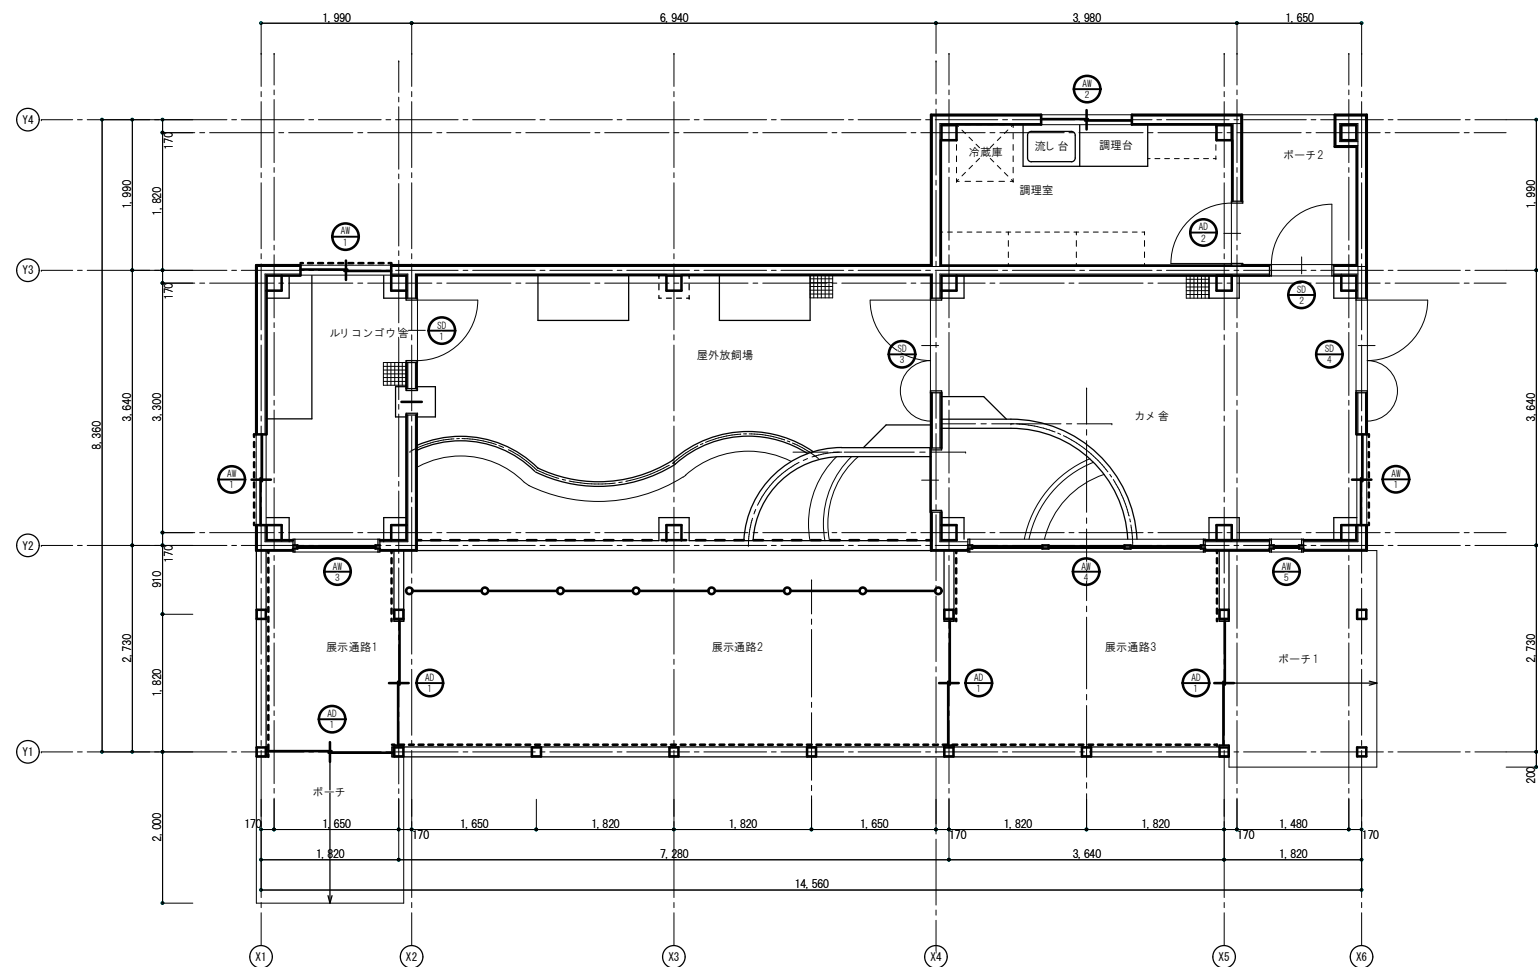 1,990
6,940
3,980
1,650
AW
2
Y4
170
冷蔵庫
流し台
調理台
ポーチ2
調理室
1,990
1,820
1,990
AW
1
AD
2
Y3
170
SD
2
ルリコンゴウ舎
SD
1
屋外放飼場
SD
3
SD
4
8,360
3,640
3,300
3,640
カメ舎
AW
1
AW
1
Y2
170
910
AW
3
AW
4
AW
5
展示通路1
展示通路2
展示通路3
ポーチ1
2,730
1,820
2,730
AD
1
AD
1
AD
1
AD
1
Y1
200
ポーチ
2,000
170
1,650
170
1,650
1,820
1,820
1,650
170
1,820
1,820
170
1,480
170
1,820
7,280
3,640
1,820
14,560
X1
X2
X3
X4
X5
X6